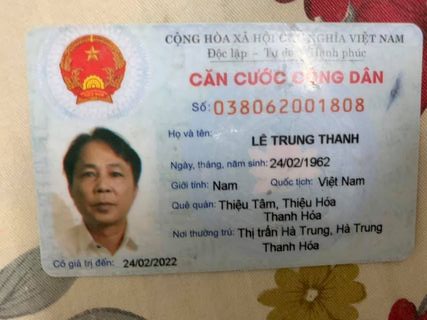 CỘNG HÒA XÃ HỘI CHỦ NGHĨA VIỆT NAM
Độc lập - Tự do - Hạnh phúc
CĂN CƯỚC CÔNG DÂN
Số: 038062001808
Họ và tên:
LÊ TRUNG THANH
Ngày, tháng, năm sinh: 24/02/1962
Giới tính: Nam Quốc tịch: Việt Nam
Quê quán: Thiệu Tâm, Thiệu Hóa
Thanh Hóa
Nơi thường trú: Thị trấn Hà Trung, Hà Trung
Thanh Hóa
Có giá trị đến: 24/02/2022